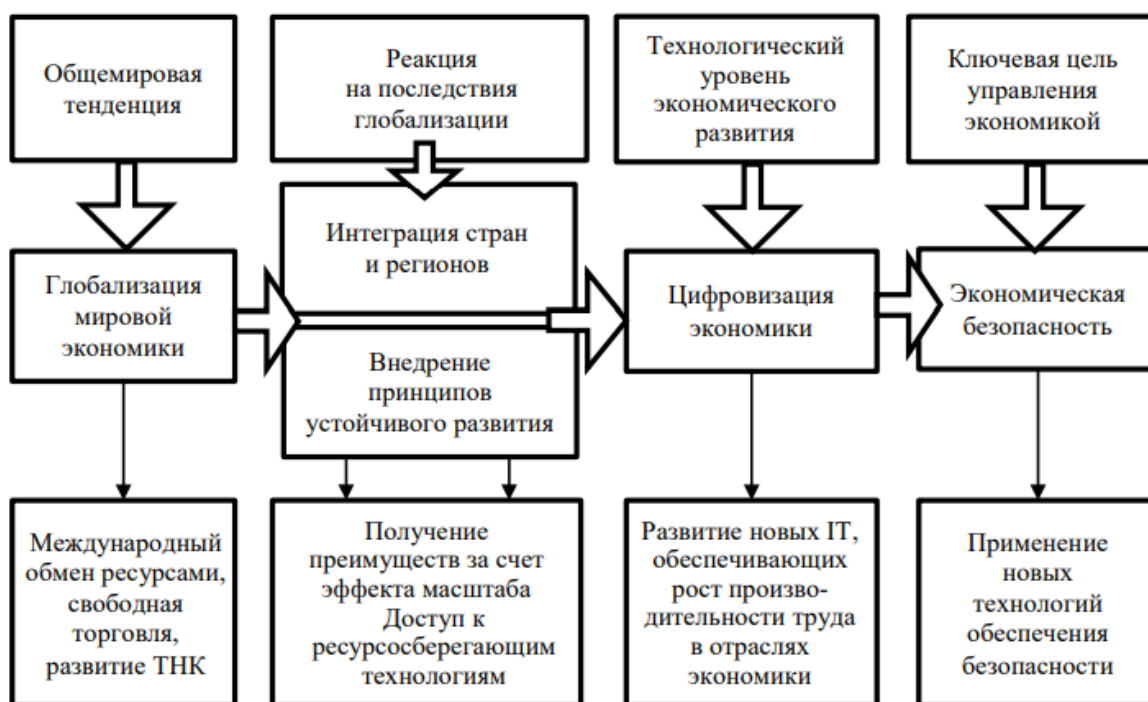 Общемировая
тенденция
Реакция
на последствия
глобализации
Технологический
уровень
экономического
развития
Ключевая цель
управления
экономикой
Глобализация
мировой
экономики
Интеграция стран
и регионов
Внедрение
принципов
устойчивого развития
Цифровизация
экономики
Экономическая
безопасность
Международный
обмен ресурсами,
свободная
торговля,
развитие ТНК
Получение
преимуществ за счет
эффекта масштаба
Доступ к
ресурсосберегающим
технологиям
Развитие новых IT,
обеспечивающих
рост произво-
дительности труда
в отраслях
экономики
Применение
новых
технологий
обеспечения
безопасности